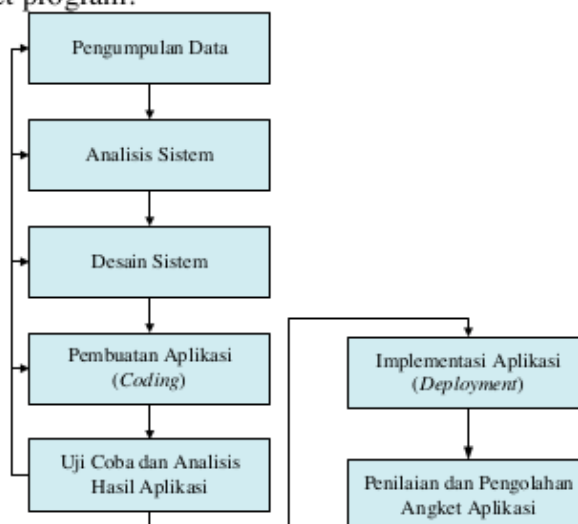 program.
Pengumpulan Data
Analisis Sistem
Desain Sistem
Pembuatan Aplikasi
(Coding)
Uji Coba dan Analisis
Hasil Aplikasi
Implementasi Aplikasi
(Deployment)
Penilaian dan Pengolahan
Angket Aplikasi